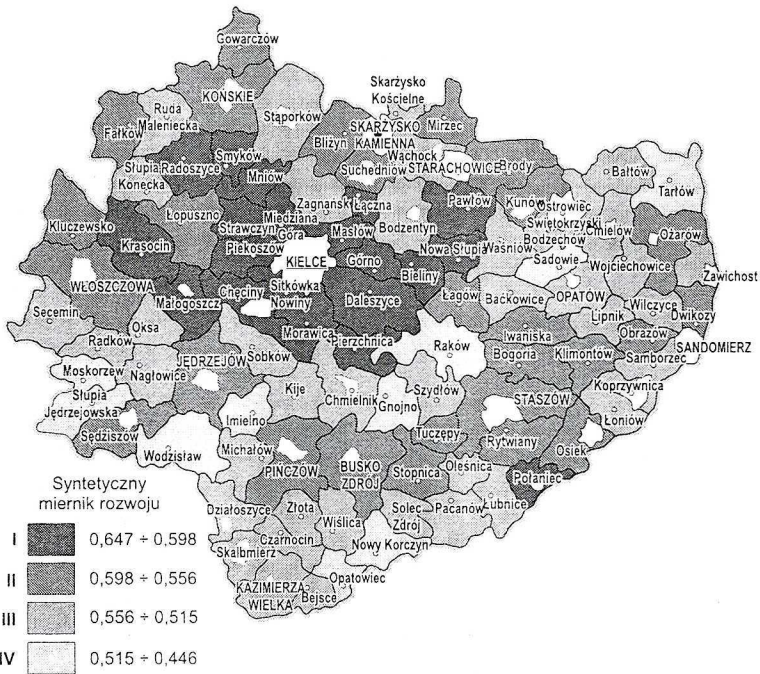 Gowarczów
Skarżysko
Kościelne
KOŃSKIE
Ruda
Maleniecka
Stąporków
Fałków
SKARŻYSKO
KAMIENNA
Mirzec
Bliżyn
Wąchock
Smyków
Słupia
Konecka
Radoszyce
Suchedniów
STARACHOWICE
Brody
Bałtów
Mniów
Tarłów
Zagnańsk
Łączna
Pawłów
Kunów
Ostrowiec
Świętokrzyski
Kluczewsko
Łopuszno
Strawczyn
Miedziana
Góra
Masłów
Bodzentyn
Ćmielów
Ożarów
Krasocin
Piekoszów
Nowa Słupia
Waśniów
Bodzechów
KIELCE
Górno
Bieliny
Sadowie
Wojciechowice
Zawichost
WŁOSZCZOWA
Małogoszcz
Chęciny
Sitkówka
Nowiny
Daleszyce
Łagów
Baćkowice
OPATÓW
Wilczyce
Secemin
Oksa
Morawica
Lipnik
Dwikozy
Radków
Pierzchnica
Iwaniska
Obrazów
SANDOMIERZ
Moskorzew
Nagłowice
JĘDRZEJÓW
Sobków
Raków
Bogoria
Klimontów
Samborzec
Słupia
Jędrzejowska
Kije
Chmielnik
Szydłów
Koprzywnica
Gnojno
STASZÓW
Łoniów
Imielno
Sędziszów
Tuczępy
Rytwiany
Osiek
Wodzisław
Michałów
PIŃCZÓW
BUSKO
ZDRÓJ
Stopnica
Oleśnica
Połaniec
Działoszyce
Złota
Wiślica
Solec
Zdrój
Pacanów
Łubnice
Skalbmierz
Czarnocin
Nowy Korczyn
KAZIMIERZA
WIELKA
Bejsce
Opatowiec
Syntetyczny
miernik rozwoju
I 0,647 ÷ 0,598
II 0,598 ÷ 0,556
III 0,556 ÷ 0,515
IV 0,515 ÷ 0,446